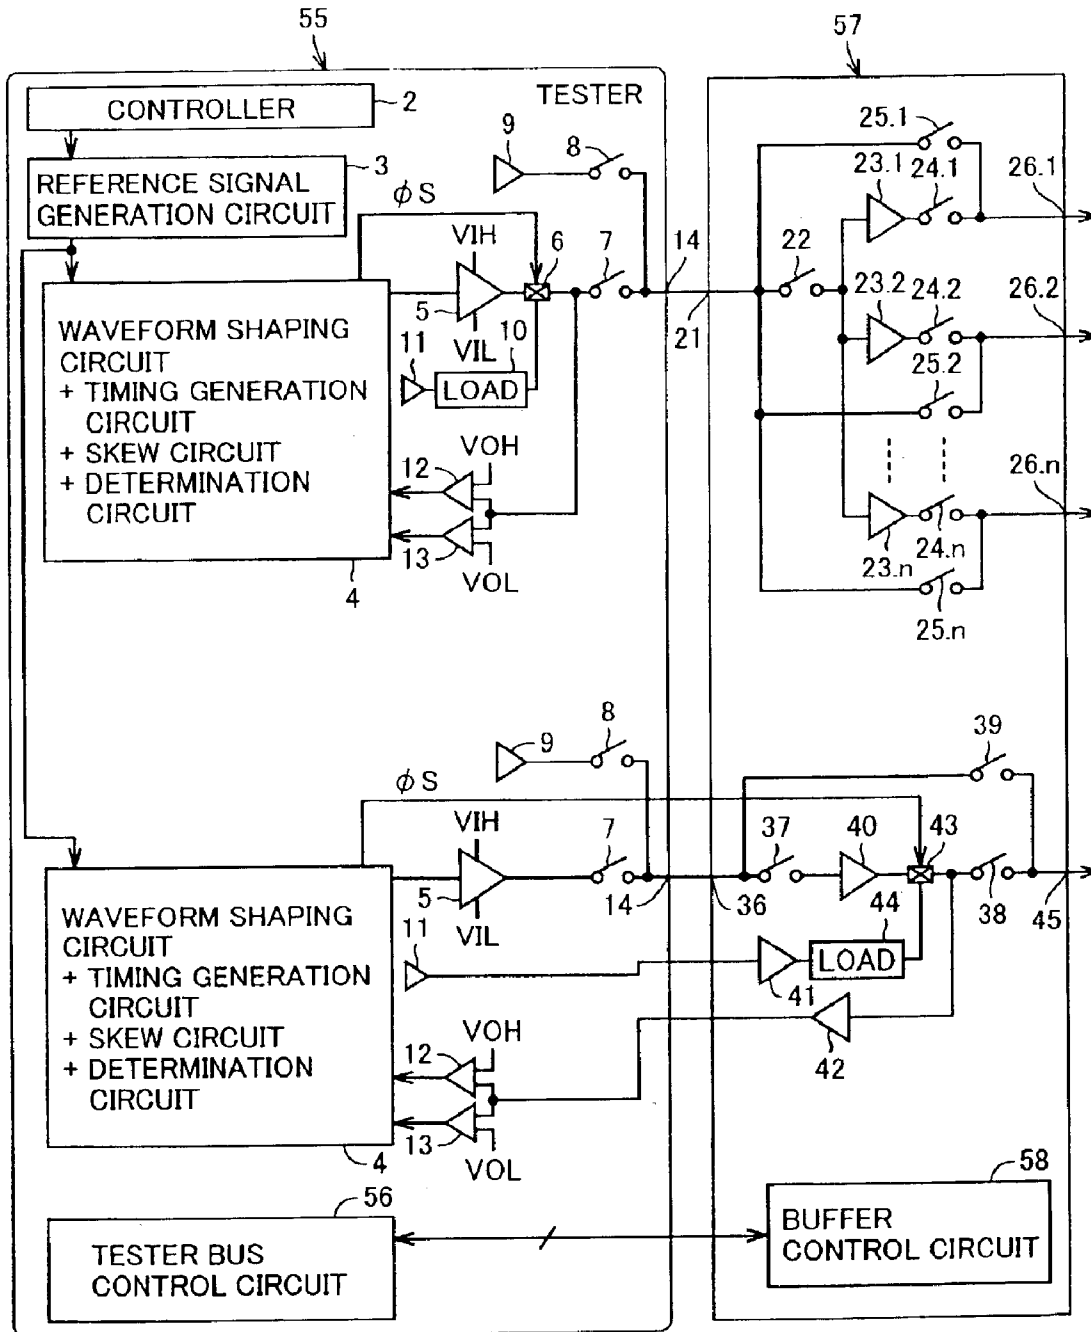 55
57
TESTER
CONTROLLER
2
REFERENCE SIGNAL
GENERATION CIRCUIT
3
9
8
ϕS
VIH
6
7
14
5
VIL
10
11
LOAD
WAVEFORM SHAPING
CIRCUIT
+ TIMING GENERATION
CIRCUIT
+ SKEW CIRCUIT
+ DETERMINATION
CIRCUIT
VOH
12
13
VOL
4
25.1
23.1
24.1
26.1
22
21
23.2
24.2
26.2
25.2
26.n
23.n
24.n
25.n
9
8
ϕS
VIH
7
5
VIL
14
36
37
40
43
39
38
45
44
11
41
LOAD
42
WAVEFORM SHAPING
CIRCUIT
+ TIMING GENERATION
CIRCUIT
+ SKEW CIRCUIT
+ DETERMINATION
CIRCUIT
VOH
12
13
VOL
4
56
TESTER BUS
CONTROL CIRCUIT
58
BUFFER
CONTROL CIRCUIT